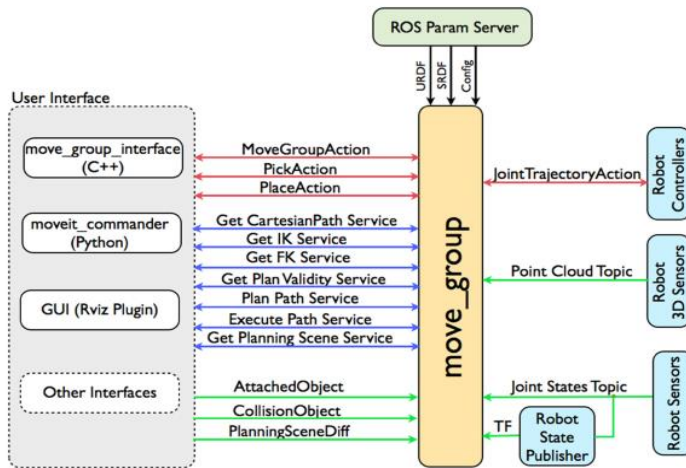 ROS Param Server
URDF
SRDF
Config
User Interface
move_group_interface
(C++)
moveit_commander
(Python)
GUI (Rviz Plugin)
Other Interfaces
MoveGroupAction
PickAction
PlaceAction
Get CartesianPath Service
Get IK Service
Get FK Service
Get Plan Validity Service
Plan Path Service
Execute Path Service
Get Planning Scene Service
AttachedObject
CollisionObject
PlanningSceneDiff
move_group
JointTrajectoryAction
Robot
Controllers
Point Cloud Topic
Robot
3D Sensors
Joint States Topic
TF
Robot
State
Publisher
Robot Sensors